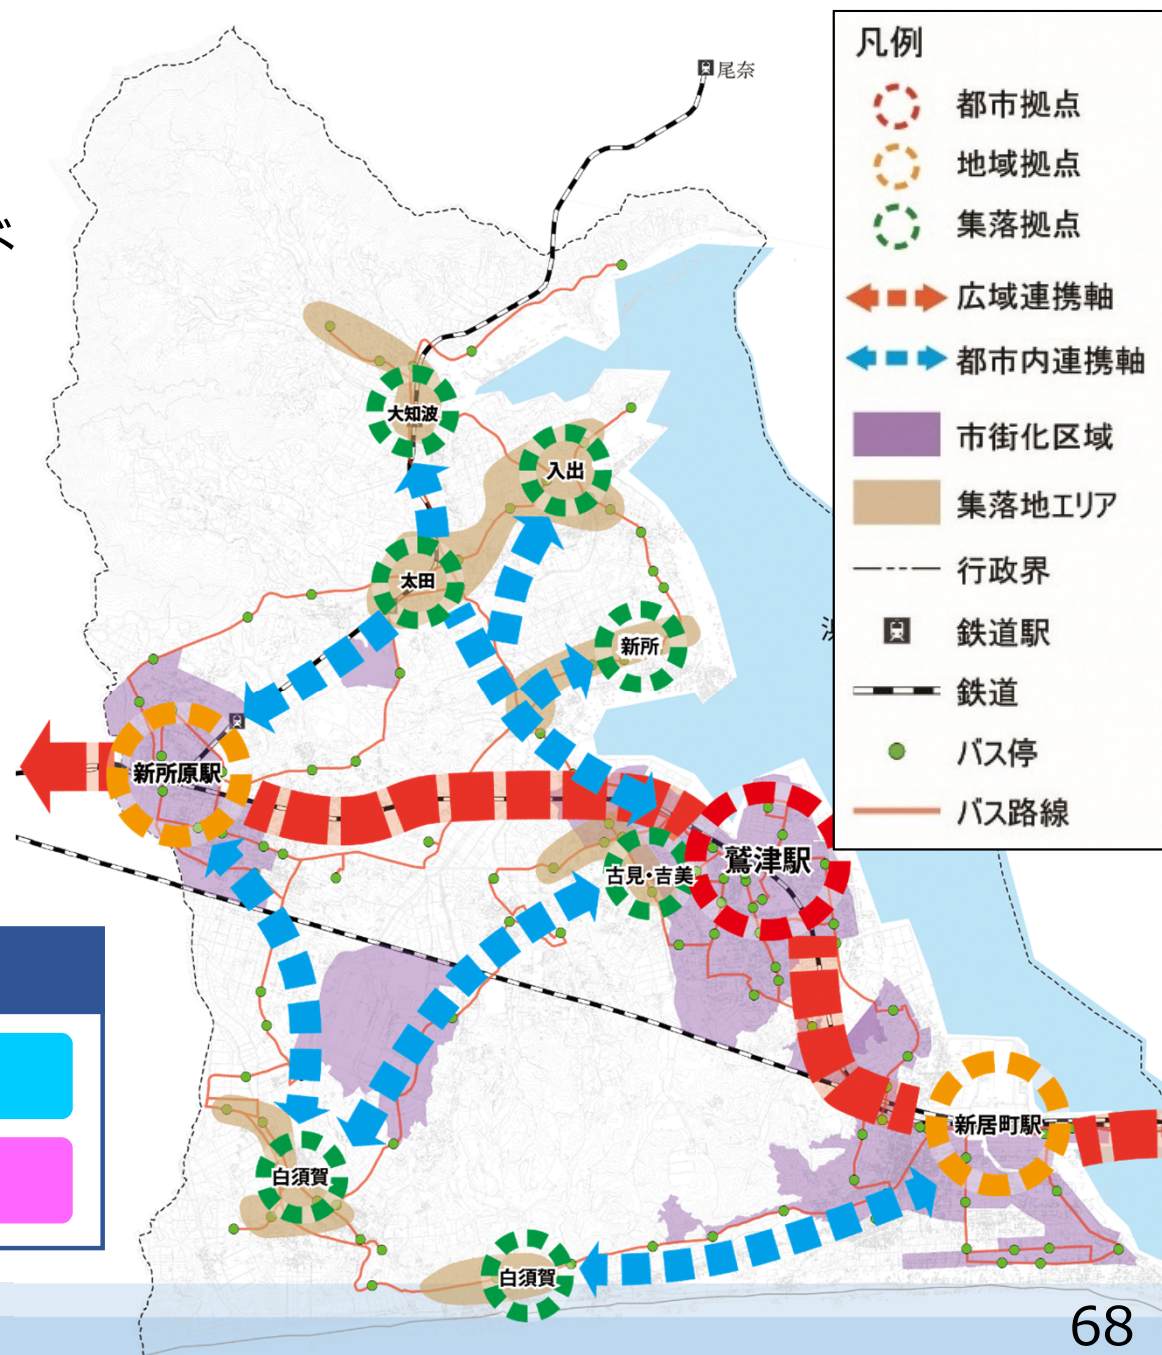 尾奈
大知波
入出
太田
新所
新所原駅
古見・吉美
鷲津駅
新居町駅
白須賀
白須賀
凡例
都市拠点
地域拠点
集落拠点
広域連携軸
都市内連携軸
市街化区域
集落地エリア
行政界
鉄道駅
鉄道
バス停
バス路線
68